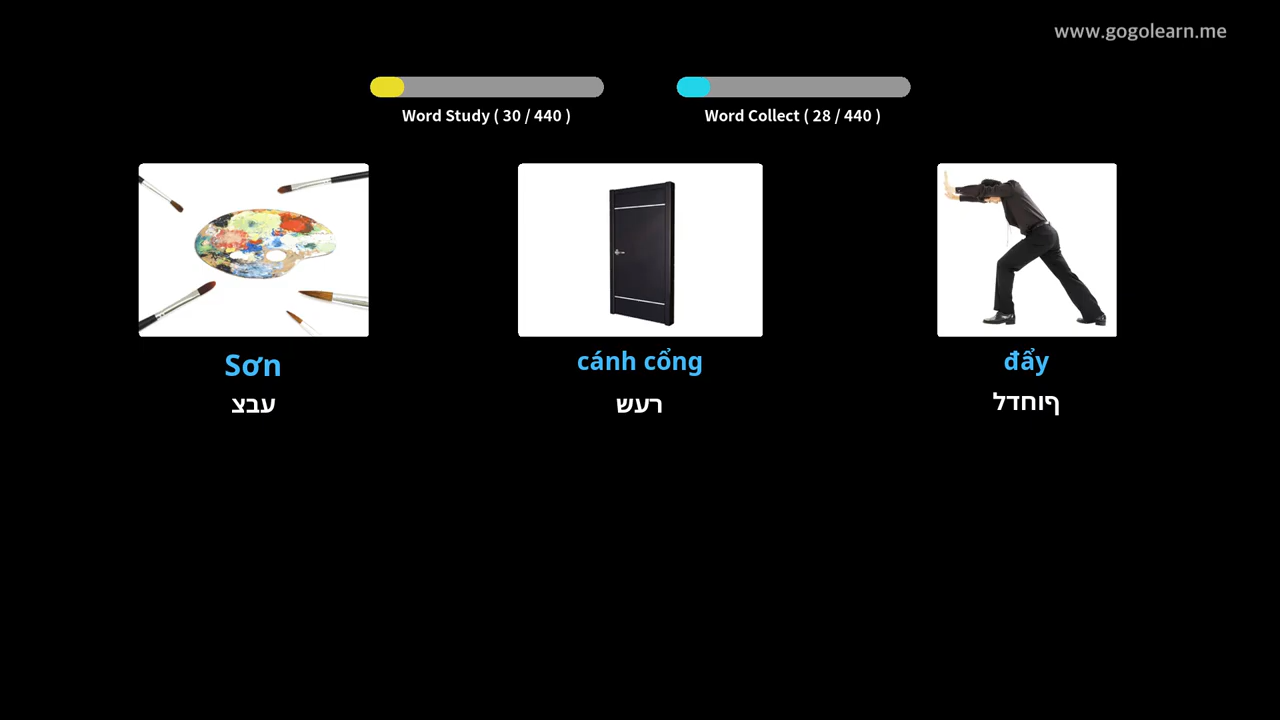 www.gogolearn.me
Word Study ( 30 / 440 )
Word Collect ( 28 / 440 )
Sơn
עבצ
cánh cổng
רעש
đẩy
ףוחדל